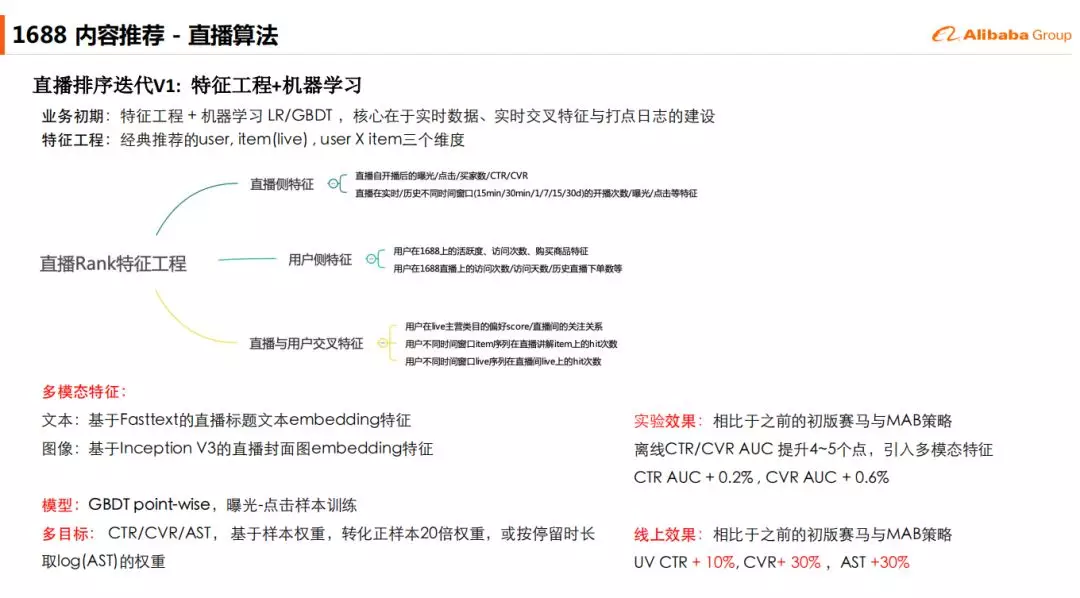 1688 内容推荐 - 直播算法
Alibaba Group
直播排序迭代V1: 特征工程+机器学习
业务初期：特征工程 + 机器学习 LR/GBDT ，核心在于实时数据、实时交叉特征与打点日志的建设
特征工程：经典推荐的user, item(live) , user X item三个维度
直播Rank特征工程
直播侧特征
直播自开播后的曝光/点击/买家数/CTR/CVR
直播在实时/历史不同时间窗口(15min/30min/1/7/15/30d)的开播次数/曝光/点击等特征
用户侧特征
用户在1688上的活跃度、访问次数、购买商品特征
用户在1688直播上的访问次数/访问天数/历史直播下单数等
直播与用户交叉特征
用户在live主营类目的偏好score/直播间的关注关系
用户不同时间窗口item序列在直播讲解item上的hit次数
用户不同时间窗口live序列在直播间live上的hit次数
多模态特征：
文本：基于Fasttext的直播标题文本embedding特征
图像：基于Inception V3的直播封面图embedding特征
模型：GBDT point-wise，曝光-点击样本训练
多目标： CTR/CVR/AST， 基于样本权重，转化正样本20倍权重，或按停留时长
取log(AST)的权重
实验效果：相比于之前的初版赛马与MAB策略
离线CTR/CVR AUC 提升4~5个点，引入多模态特征
CTR AUC + 0.2% , CVR AUC + 0.6%
线上效果：相比于之前的初版赛马与MAB策略
UV CTR + 10%, CVR+ 30% ，AST +30%